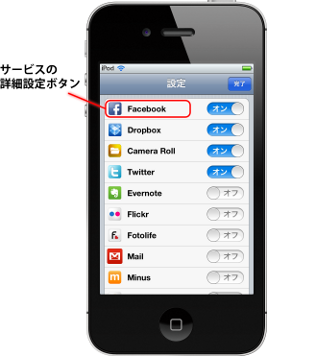 サービスの
詳細設定ボタン
iPod
設定 完了
Facebook オン
Dropbox オン
Camera Roll オン
Twitter オン
Evernote オフ
Flickr オフ
Fotolife オフ
Mail オフ
Minus オフ